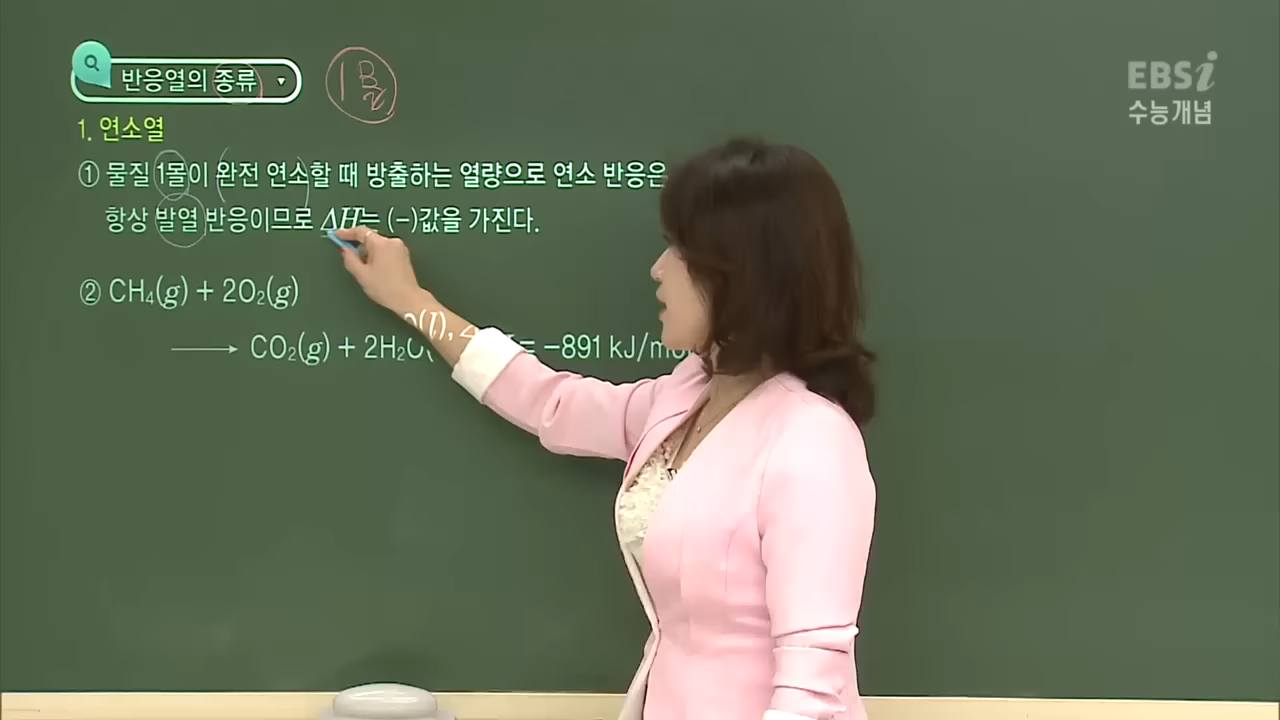 반응열의 종류
1몰
EBSi
수능개념
1. 연소열
① 물질 1몰이 완전 연소할 때 방출하는 열량으로 연소 반응은
항상 발열 반응이므로 ΔH는 (-)값을 가진다.
② CH₄(g) + 2O₂(g)
⟶ CO₂(g) + 2H₂O(l), = -891 kJ/mol